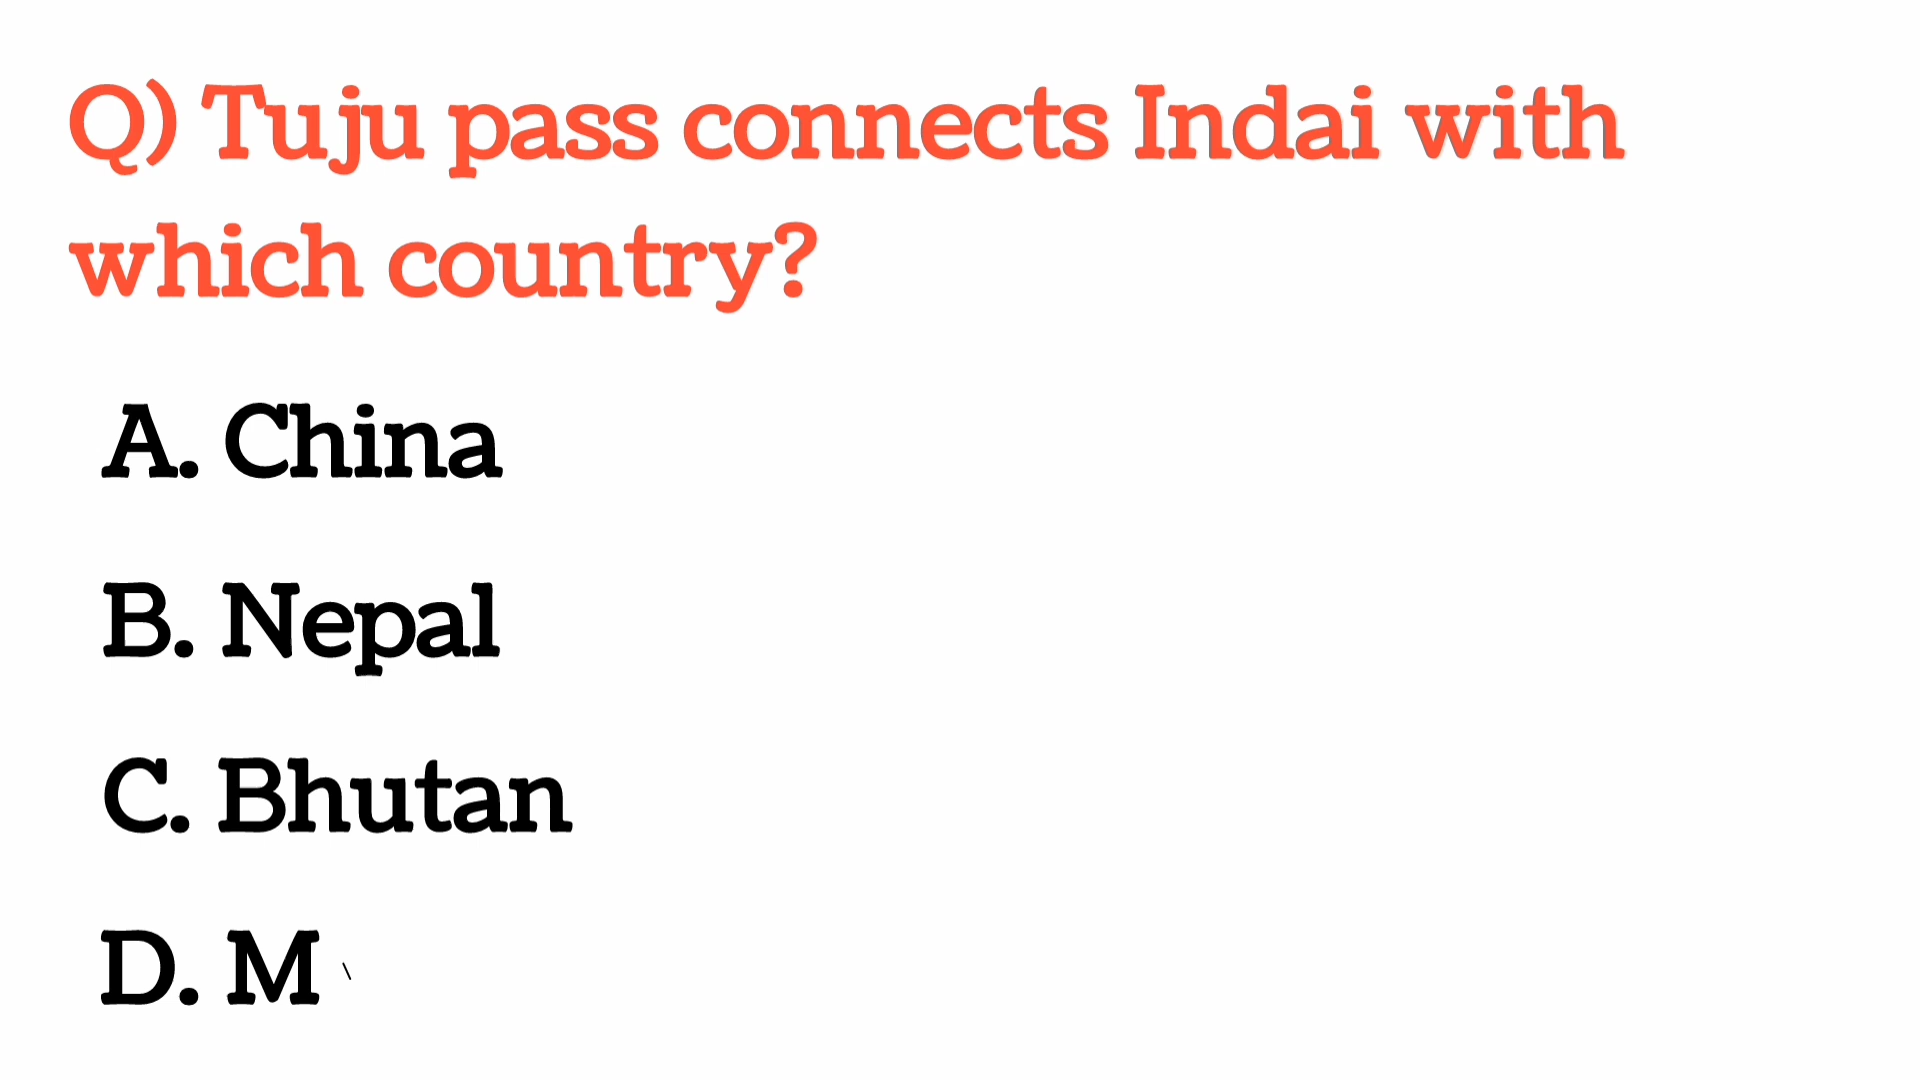 Q) Tuju pass connects Indai with
which country?
A. China
B. Nepal
C. Bhutan
D. M